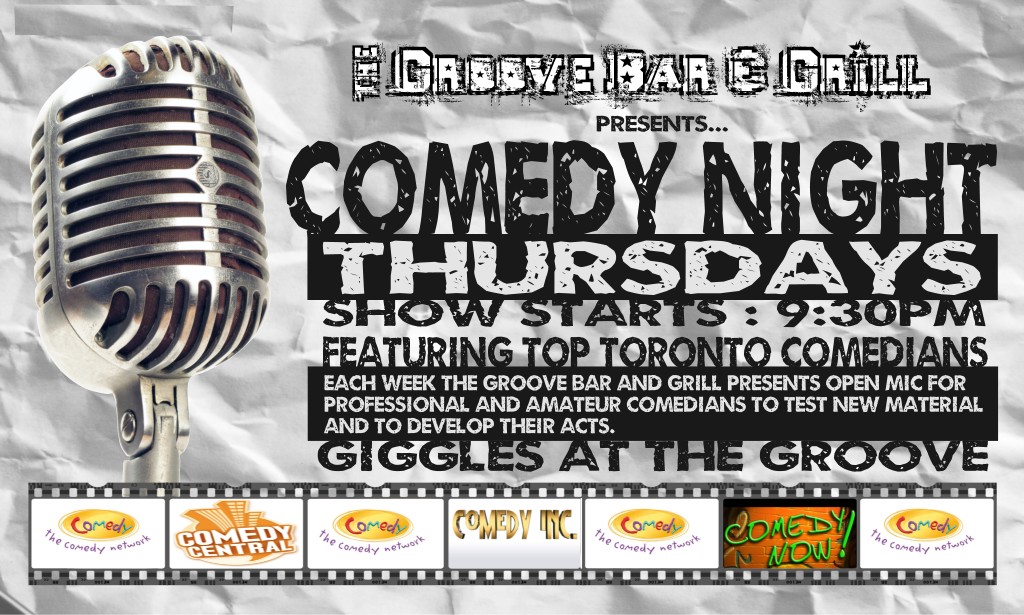 THE GROOVE BAR & GRILL
PRESENTS...
COMEDY NIGHT
THURSDAYS
SHOW STARTS : 9:30PM
FEATURING TOP TORONTO COMEDIANS
EACH WEEK THE GROOVE BAR AND GRILL PRESENTS OPEN MIC FOR
PROFESSIONAL AND AMATEUR COMEDIANS TO TEST NEW MATERIAL
AND TO DEVELOP THEIR ACTS.
GIGGLES AT THE GROOVE
Comedy
the comedy network
COMEDY
CENTRAL
Comedy
the comedy network
COMEDY INC.
Comedy
the comedy network
COMEDY
NOW!
Comedy
the comedy network